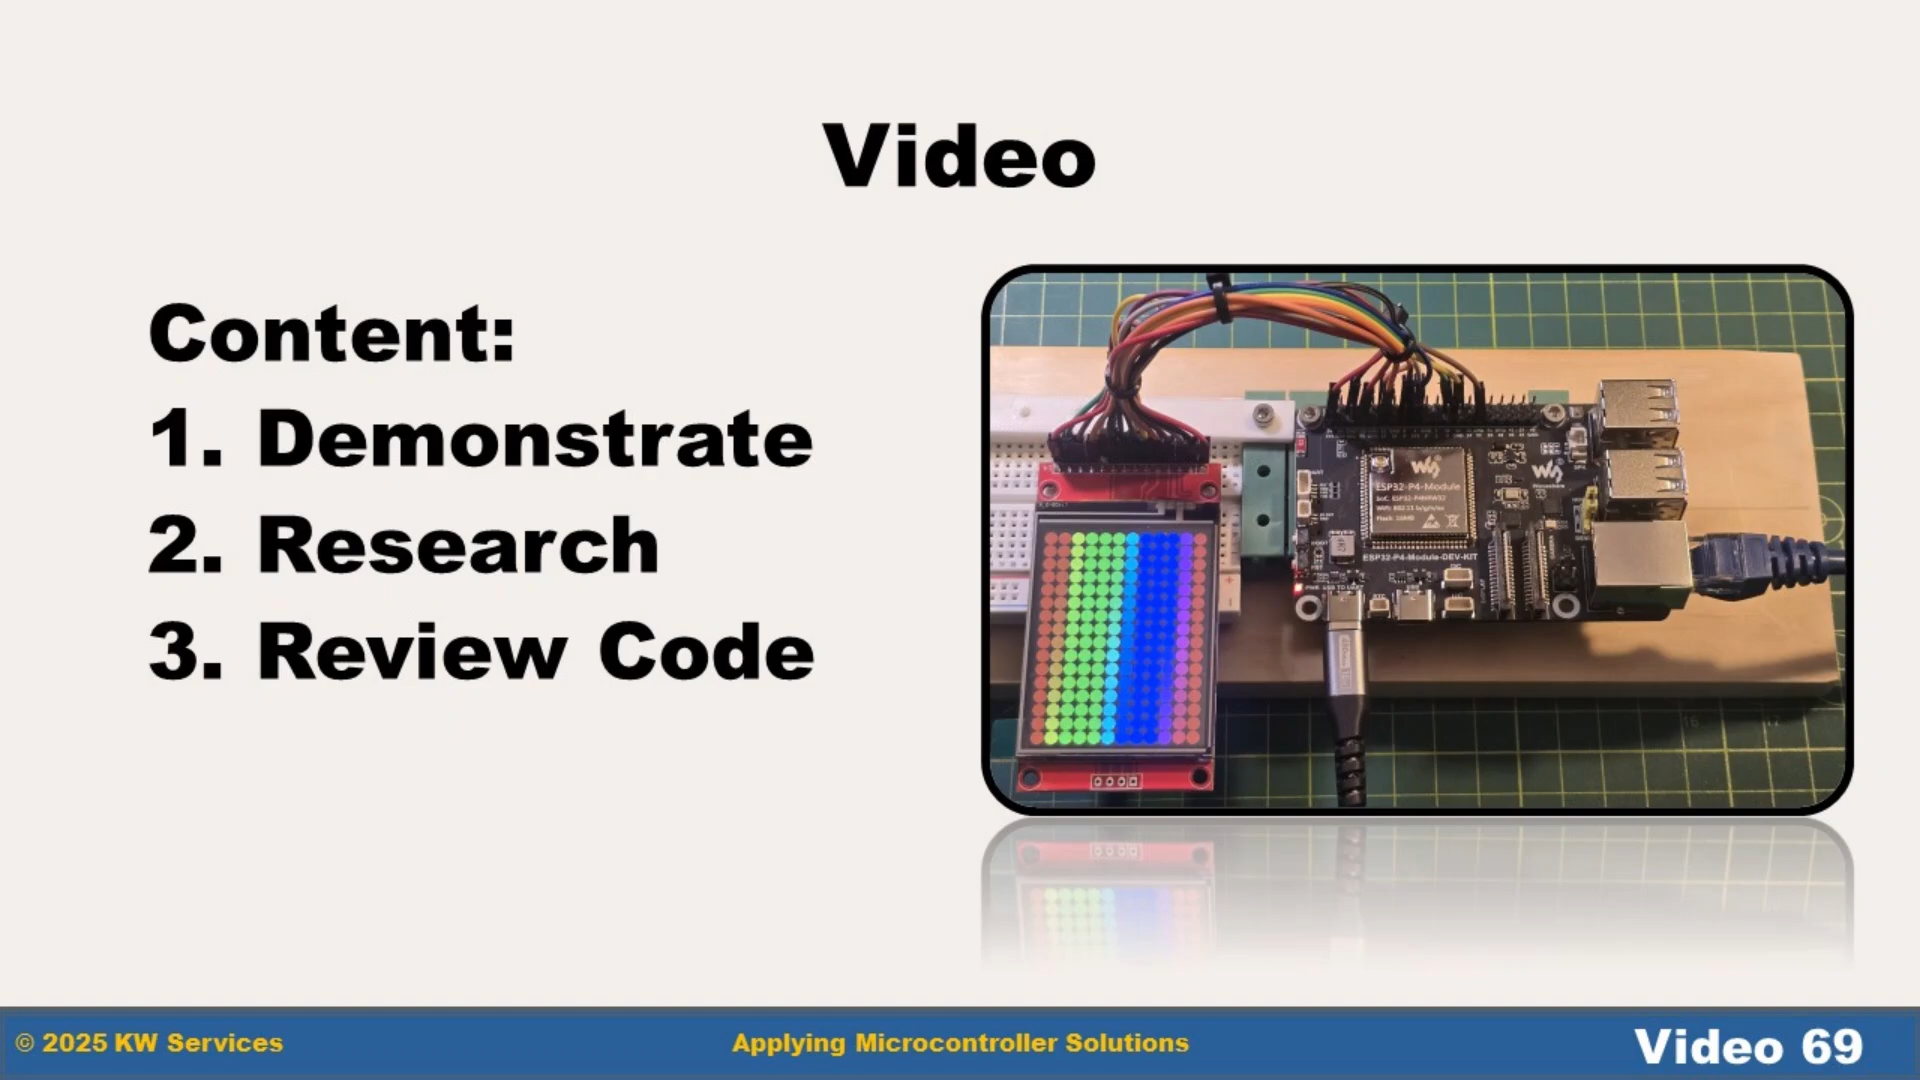 Video
Content:
1. Demonstrate
2. Research
3. Review Code
ESP32-P4-Module
ESP32-P4-Module-DEV-KIT
© 2025 KW Services
Applying Microcontroller Solutions
Video 69